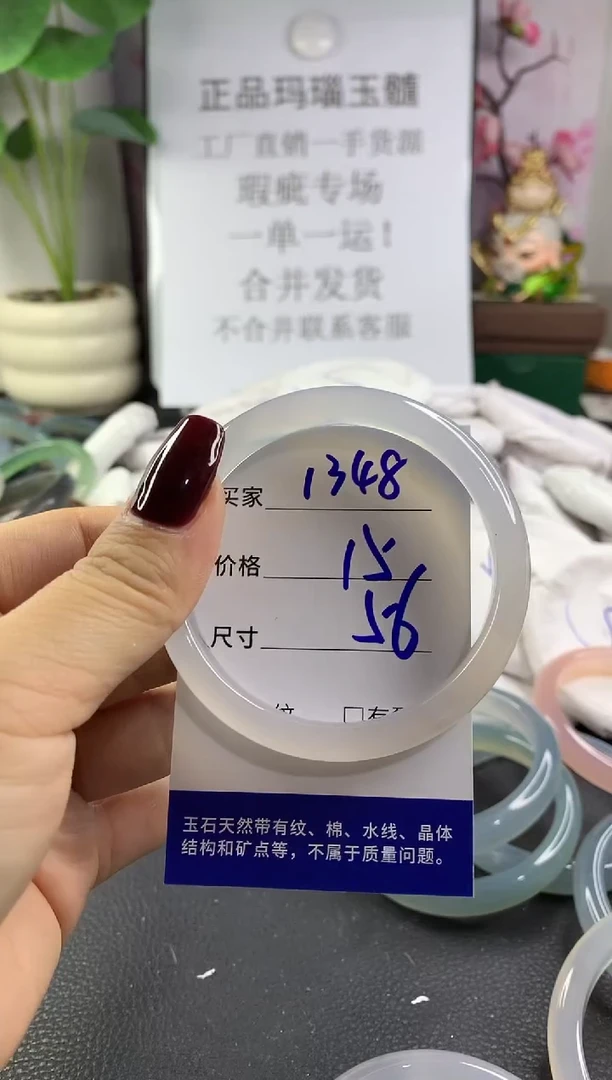 正品玛瑙玉髓
工厂直销一手货源
瑕疵专场
一单一运！
合并发货
不合并联系客服
买家 1348
价格 15
尺寸 56
纹 □有
玉石天然带有纹、棉、水线、晶体
结构和矿点等，不属于质量问题。